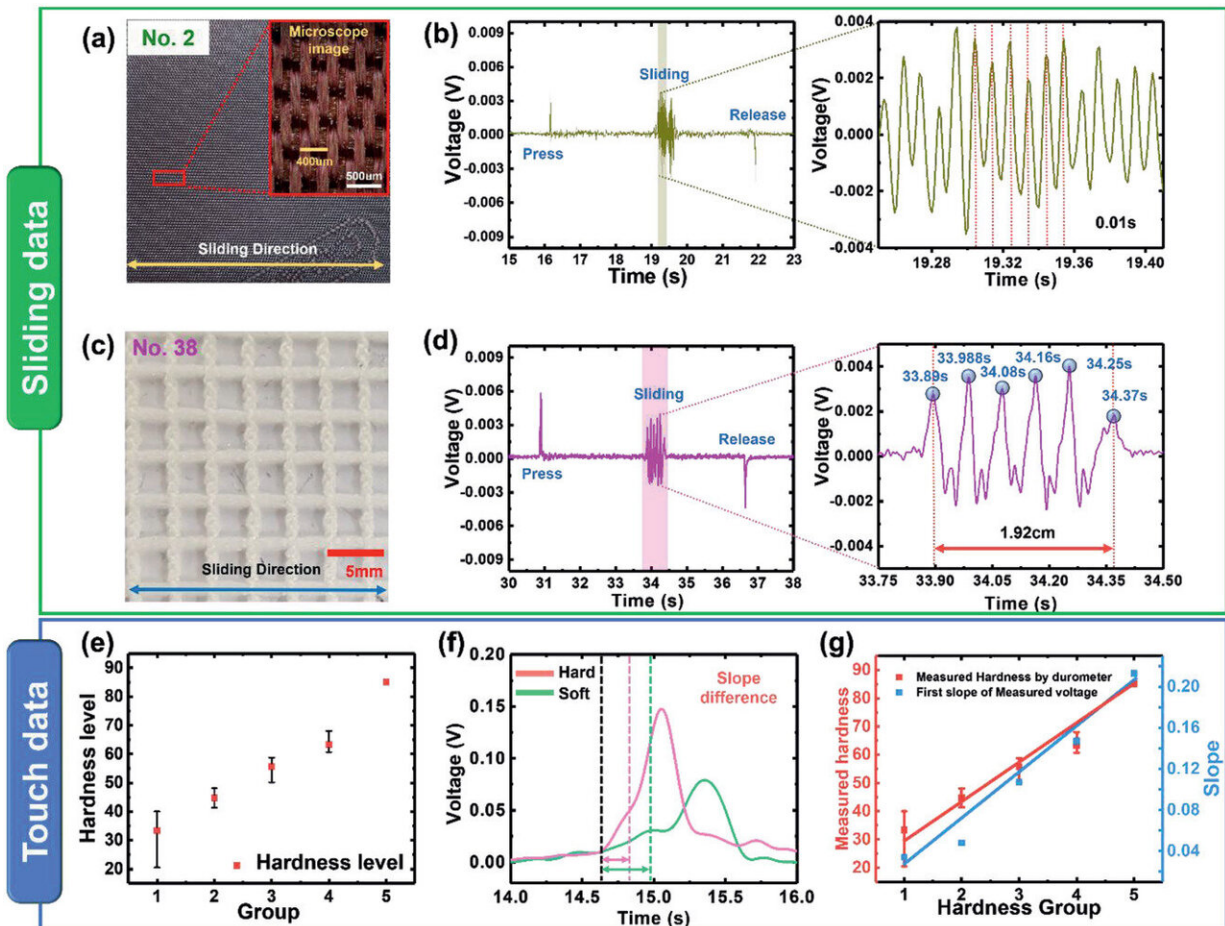 Sliding data
(a)
No. 2
Microscope
image
400um
500um
Sliding Direction
(b)
Voltage (V)
0.009
0.006
0.003
0.000
-0.003
-0.006
-0.009
Sliding
Release
Press
15 16 17 18 19 20 21 22 23
Time (s)
Voltage(V)
0.004
0.002
0.000
-0.002
-0.004
0.01s
19.28 19.32 19.36 19.40
Time (s)
(c)
No. 38
5mm
Sliding Direction
(d)
Voltage (V)
0.009
0.006
0.003
0.000
-0.003
-0.006
-0.009
Sliding
Release
Press
30 31 32 33 34 35 36 37 38
Time (s)
Voltage (V)
0.004
0.002
0.000
-0.002
-0.004
33.89s
33.988s
34.08s
34.16s
34.25s
34.37s
1.92cm
33.75 33.90 34.05 34.20 34.35 34.50
Time (s)
Touch data
(e)
Hardness level
90
80
70
60
50
40
30
20
Hardness level
1 2 3 4 5
Group
(f)
Voltage (V)
0.20
0.15
0.10
0.05
0.00
Hard
Soft
Slope
difference
14.0 14.5 15.0 15.5 16.0
Time (s)
(g)
Measured hardness
90
80
70
60
50
40
30
20
Measured Hardness by durometer
First slope of Measured voltage
0.20
0.16
0.12
0.08
0.04
Slope
1 2 3 4 5
Hardness Group